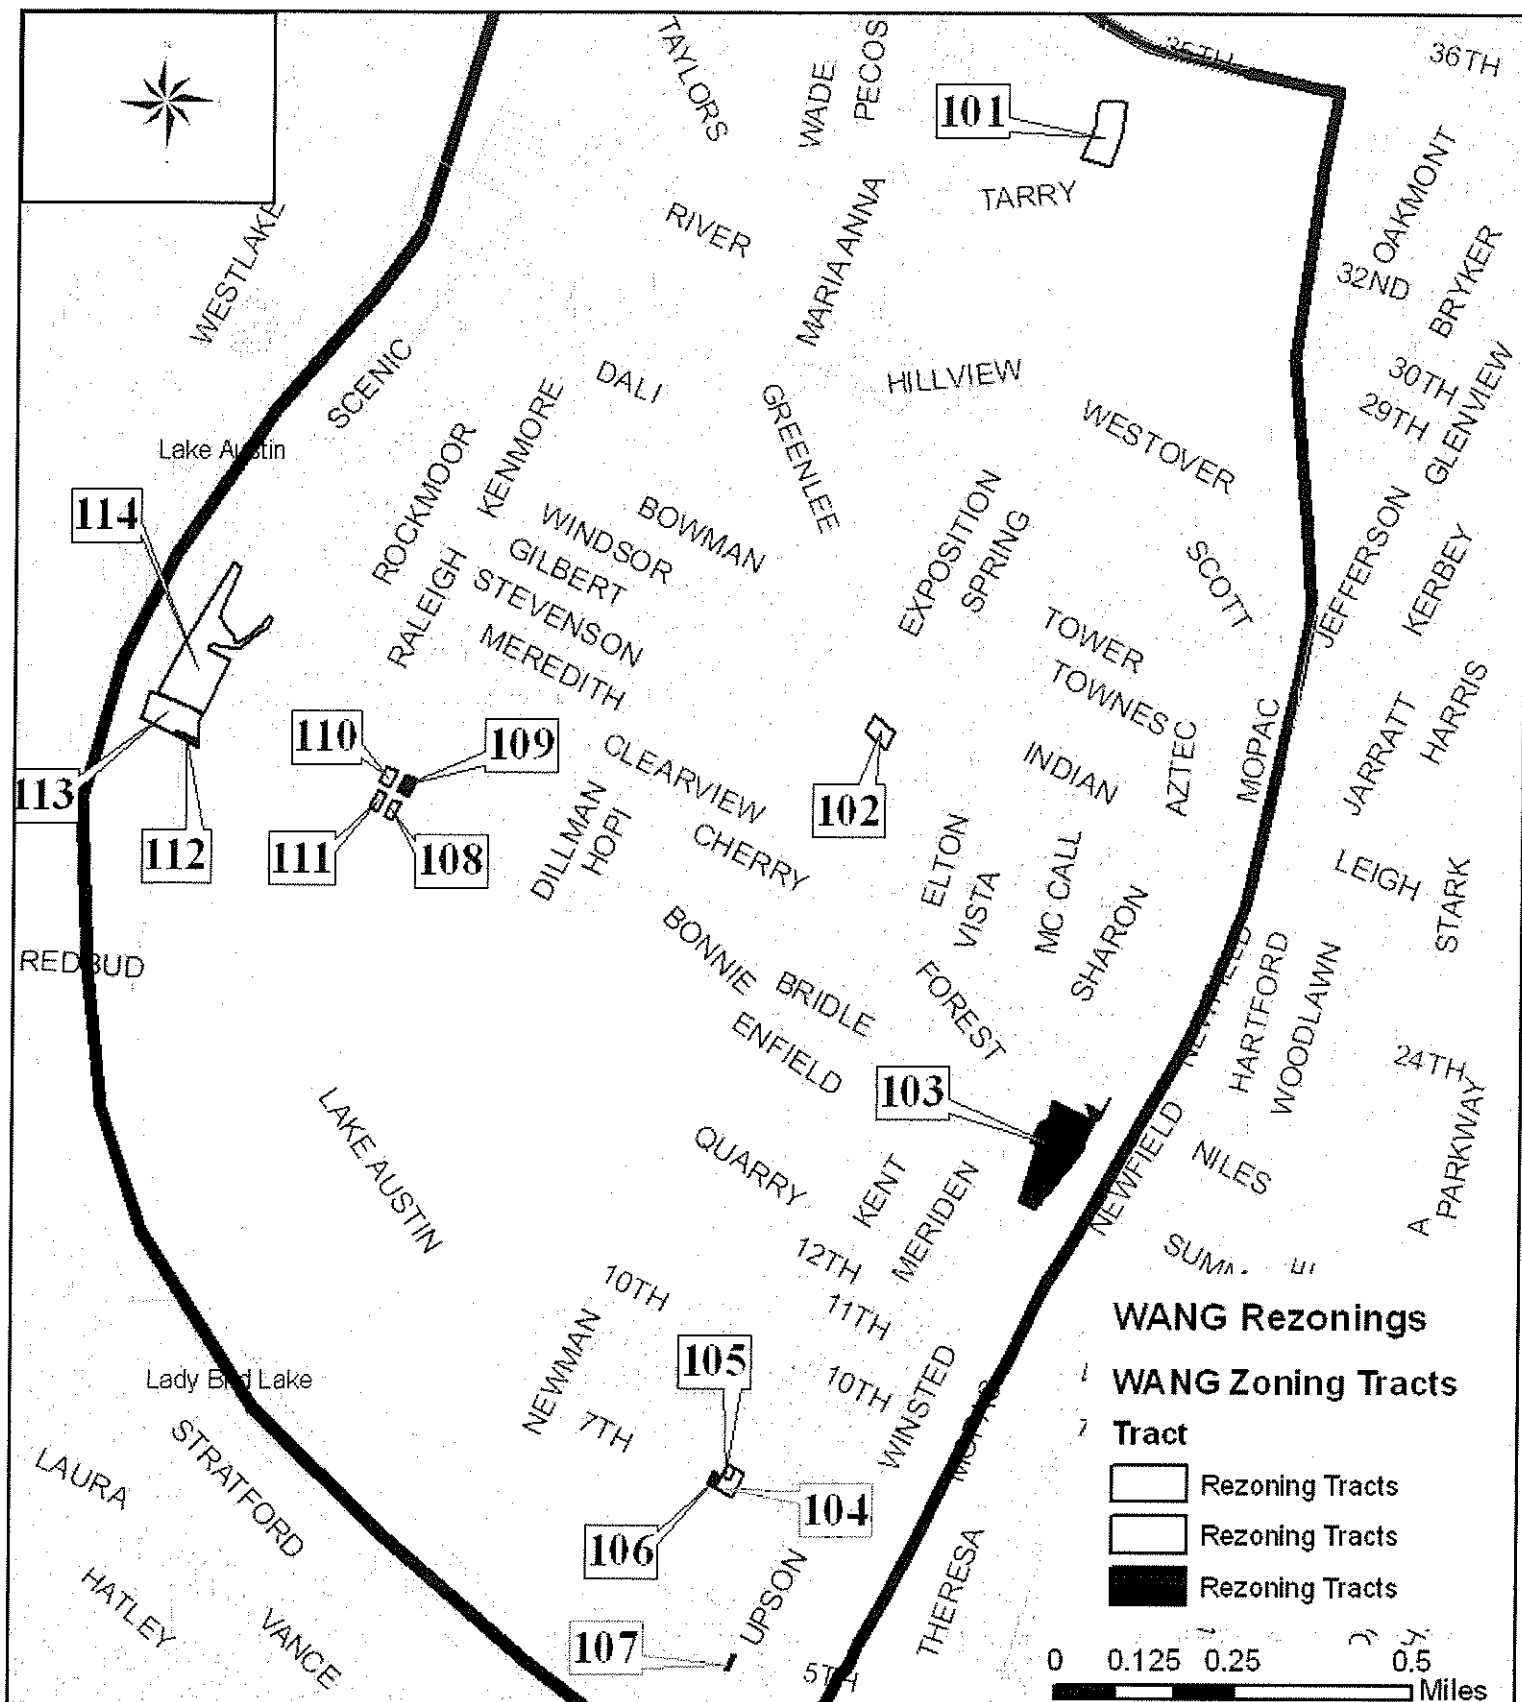 35TH
36TH
TAYLORS
WADE
PECOS
101
OAKMONT
TARRY
RIVER
MARIA ANNA
WESTLAKE
32ND
BRYKER
SCENIC
DALI
HILLVIEW
30TH
29TH
GLENVIEW
KENMORE
GREENLEE
WESTOVER
Lake Austin
ROCKMOOR
114
BOWMAN
WINDSOR
EXPOSITION
SPRING
JEFFERSON
KERBEY
SCOTT
GILBERT
STEVENSON
RALEIGH
MEREDITH
TOWER
TOWNES
HARRIS
JARRATT
110
109
CLEARVIEW
INDIAN
AZTEC
MOPAC
113
102
DILLMAN
HOPI
112
111
108
CHERRY
ELTON
VISTA
MC CALL
SHARON
LEIGH
STARK
REDBUD
BONNIE
BRIDLE
FOREST
NEWFIELD
HARTFORD
WOODLAWN
ENFIELD
24TH
103
LAKE AUSTIN
QUARRY
KENT
MERIDEN
NEWFIELD
NILES
PARKWAY
A
12TH
10TH
11TH
NEWMAN
105
Lady Bird Lake
10TH
WINSTED
MOPAC
7TH
LAURA
STRATFORD
104
106
UPSON
THERESA
HATLEY
VANCE
107
5TH
WANG Rezonings
WANG Zoning Tracts
Tract
Rezoning Tracts
Rezoning Tracts
Rezoning Tracts
0 0.125 0.25 0.5
Miles